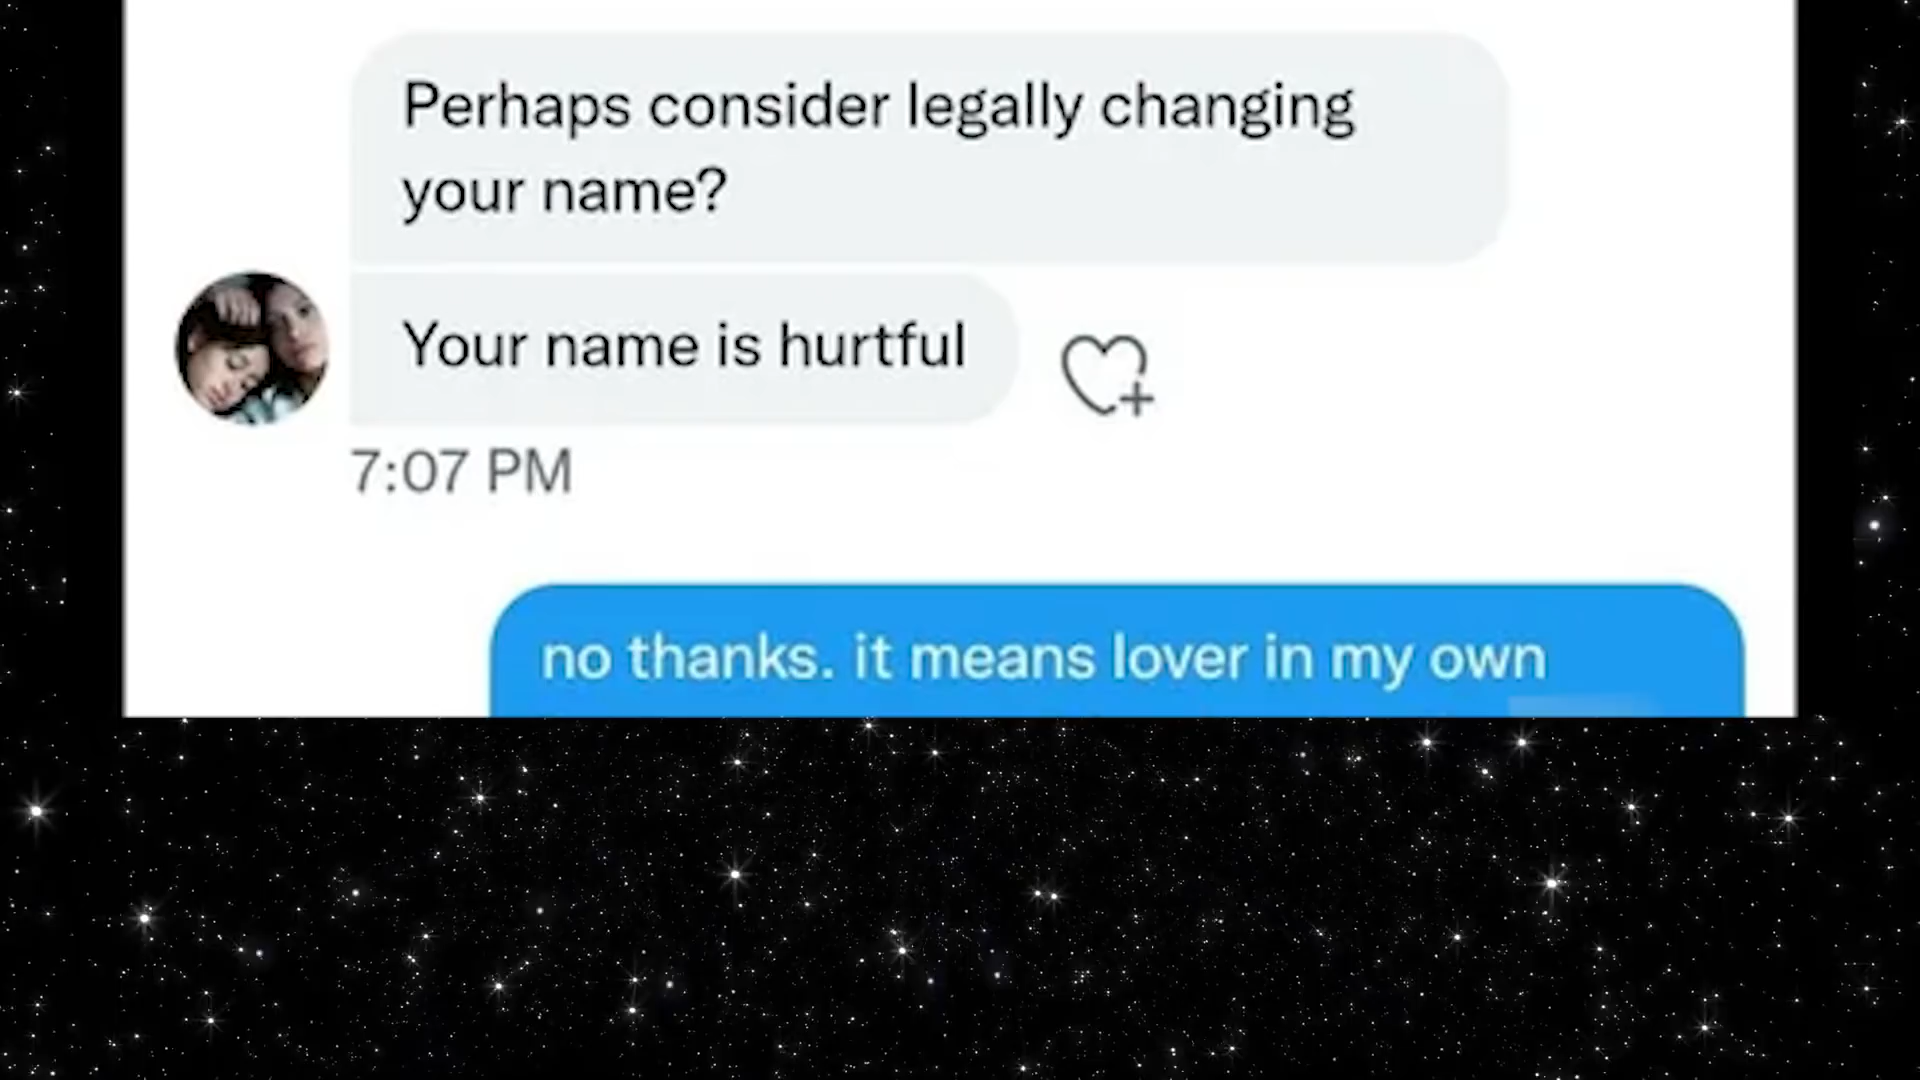 Perhaps consider legally changing
your name?
Your name is hurtful
7:07 PM
no thanks. it means lover in my own